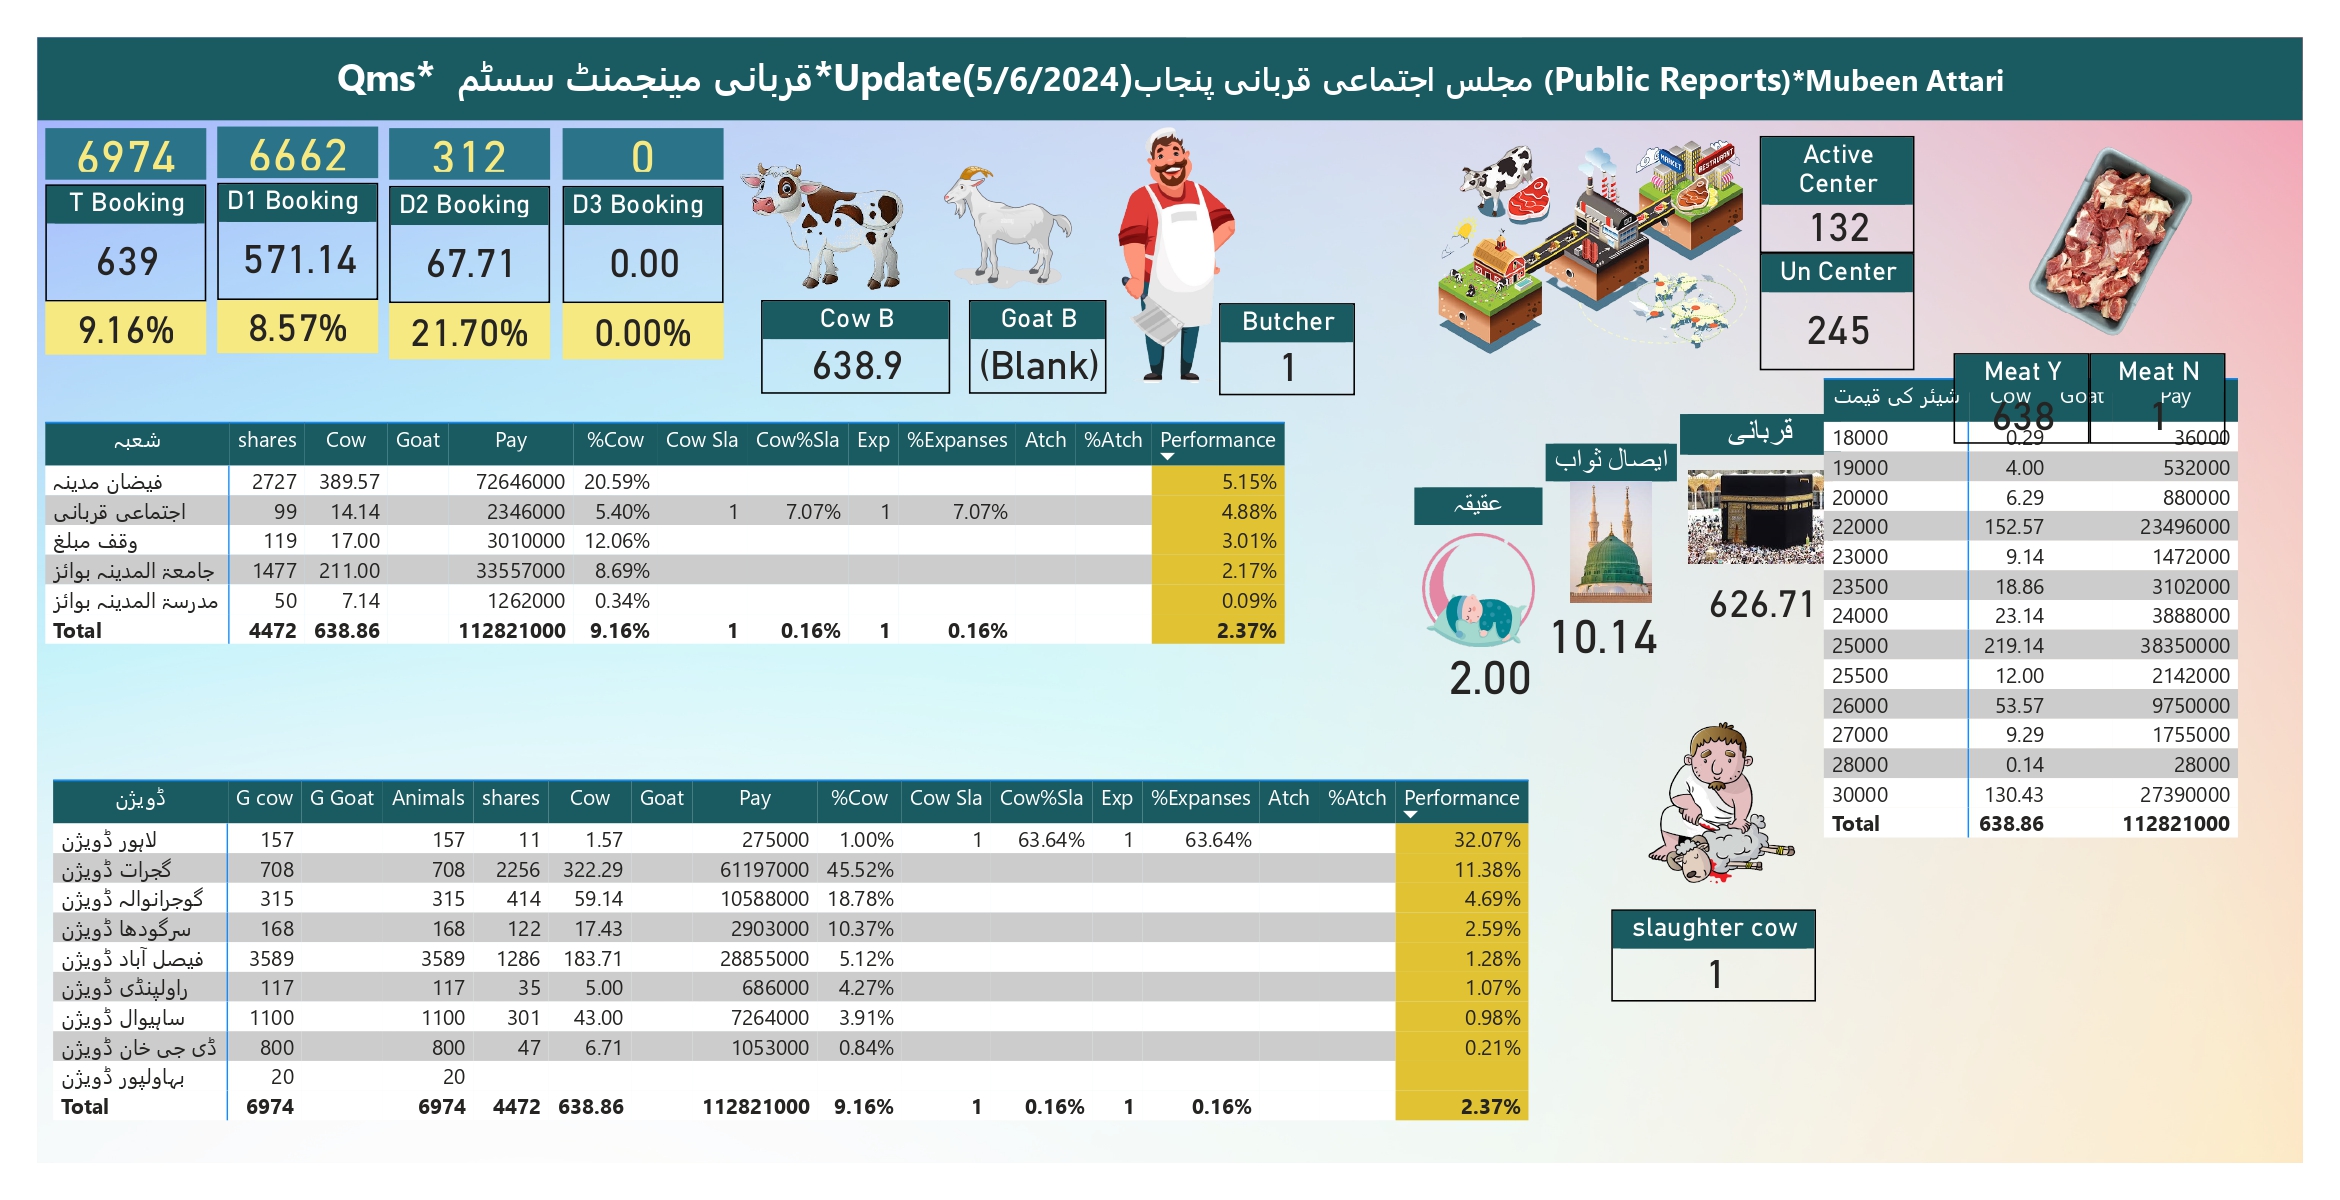 Qms* قربانی مینجمنٹ سسٹم*Update(5/6/2024)مجلس اجتماعی قربانی پنجاب (Public Reports)*Mubeen Attari
6974 6662 312 0
T Booking D1 Booking D2 Booking D3 Booking
639 571.14 67.71 0.00
9.16% 8.57% 21.70% 0.00%
Cow B Goat B Butcher
638.9 (Blank) 1
MARKET RESTAURANT
Active Center
132
Un Center
245
Meat Y Meat N
638 1
شعبہ shares Cow Goat Pay %Cow Cow Sla Cow%Sla Exp %Expanses Atch %Atch Performance
فیضان مدینہ 2727 389.57 72646000 20.59% 5.15%
اجتماعی قربانی 99 14.14 2346000 5.40% 1 7.07% 1 7.07% 4.88%
وقف مبلغ 119 17.00 3010000 12.06% 3.01%
جامعۃ المدینہ بوائز 1477 211.00 33557000 8.69% 2.17%
مدرسۃ المدینہ بوائز 50 7.14 1262000 0.34% 0.09%
Total 4472 638.86 112821000 9.16% 1 0.16% 1 0.16% 2.37%
عقیقہ
2.00
ایصال ثواب
10.14
قربانی
626.71
شیئر کی قیمت Cow Goat Pay
18000 0.29 36000
19000 4.00 532000
20000 6.29 880000
22000 152.57 23496000
23000 9.14 1472000
23500 18.86 3102000
24000 23.14 3888000
25000 219.14 38350000
25500 12.00 2142000
26000 53.57 9750000
27000 9.29 1755000
28000 0.14 28000
30000 130.43 27390000
Total 638.86 112821000
ڈویژن G cow G Goat Animals shares Cow Goat Pay %Cow Cow Sla Cow%Sla Exp %Expanses Atch %Atch Performance
لاہور ڈویژن 157 157 11 1.57 275000 1.00% 1 63.64% 1 63.64% 32.07%
گجرات ڈویژن 708 708 2256 322.29 61197000 45.52% 11.38%
گوجرانوالہ ڈویژن 315 315 414 59.14 10588000 18.78% 4.69%
سرگودھا ڈویژن 168 168 122 17.43 2903000 10.37% 2.59%
فیصل آباد ڈویژن 3589 3589 1286 183.71 28855000 5.12% 1.28%
راولپنڈی ڈویژن 117 117 35 5.00 686000 4.27% 1.07%
ساہیوال ڈویژن 1100 1100 301 43.00 7264000 3.91% 0.98%
ڈی جی خان ڈویژن 800 800 47 6.71 1053000 0.84% 0.21%
بہاولپور ڈویژن 20 20
Total 6974 6974 4472 638.86 112821000 9.16% 1 0.16% 1 0.16% 2.37%
slaughter cow
1